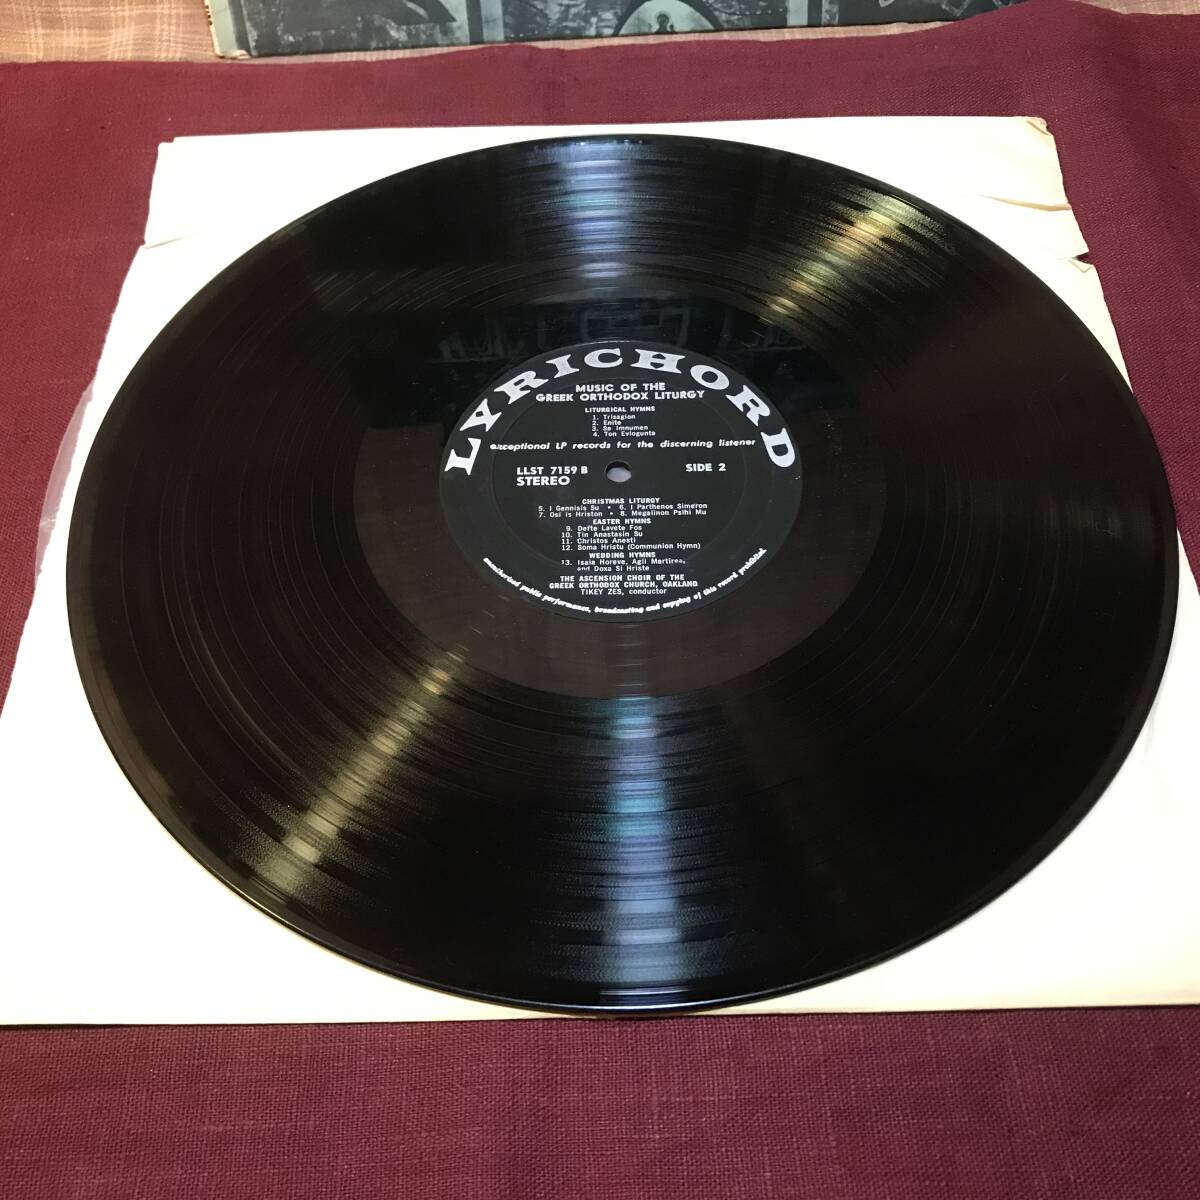 LYRICHORD
MUSIC OF THE
GREEK ORTHODOX LITURGY
LITURGICAL HYMNS
1. Trisagion
2. Enite
3. Se Imnumen
4. Ton Evlogunta
exceptional LP records for the discerning listener
LLST 7159 B SIDE 2
STEREO
CHRISTMAS LITURGY
5. I Gennisis Su • 6. I Parthenos Simeron
7. Osi is Hriston • 8. Megalinon Psihi Mu
EASTER HYMNS
9. Defte Lavete Fos
10. Tin Anastasin Su
11. Christos Anesti
12. Soma Hristu (Communion Hymn)
WEDDING HYMNS
13. Isaia Horeve, Agii Martires,
and Doxa Si Hriste
THE ASCENSION CHOIR OF THE
GREEK ORTHODOX CHURCH, OAKLAND
TIKEY ZES, conductor
unauthorized public performance, broadcasting and copying of this record prohibited.